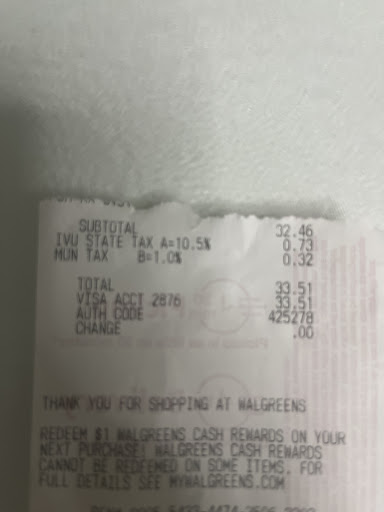 SUBTOTAL 32.46
IVU STATE TAX A=10.5% 0.73
MUN TAX B=1.0% 0.32
TOTAL 33.51
VISA ACCT 2876 33.51
AUTH CODE 425278
CHANGE .00
THANK YOU FOR SHOPPING AT WALGREENS
REDEEM $1 WALGREENS CASH REWARDS ON YOUR
NEXT PURCHASE! WALGREENS CASH REWARDS
CANNOT BE REDEEMED ON SOME ITEMS. FOR
FULL DETAILS SEE MYWALGREENS.COM